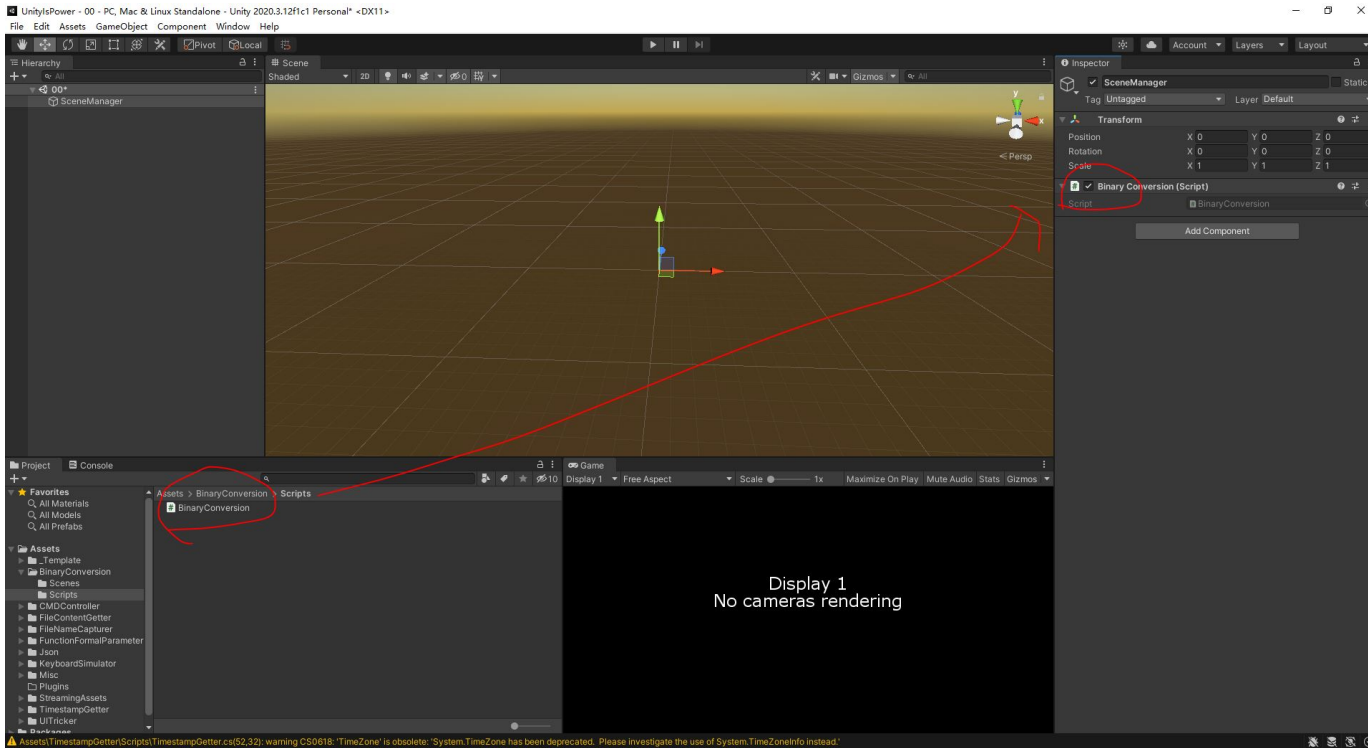 UnityIsPower - 00 - PC, Mac & Linux Standalone - Unity 2020.3.12f1c1 Personal* <DX11>
File Edit Assets GameObject Component Window Help
Pivot Local Account Layers Layout
Hierarchy
All
00*
SceneManager
Scene
Shaded 2D 0 Gizmos All
y
x
Persp
Inspector
SceneManager Static
Tag Untagged Layer Default
Transform
Position X 0 Y 0 Z 0
Rotation X 0 Y 0 Z 0
Scale X 1 Y 1 Z 1
# Binary Conversion (Script)
Script BinaryConversion
Add Component
Project Console
10
Favorites
All Materials
All Models
All Prefabs
Assets
_Template
BinaryConversion
Scenes
Scripts
CMDController
FileContentGetter
FileNameCapturer
FunctionFormalParameter
Json
KeyboardSimulator
Misc
Plugins
StreamingAssets
TimestampGetter
UITricker
Packages
Assets > BinaryConversion > Scripts
# BinaryConversion
Game
Display 1 Free Aspect Scale 1x Maximize On Play Mute Audio Stats Gizmos
Display 1
No cameras rendering
Assets\TimestampGetter\Scripts\TimestampGetter.cs(52,32): warning CS0618: 'TimeZone' is obsolete: 'System.TimeZone has been deprecated. Please investigate the use of System.TimeZoneInfo instead.'